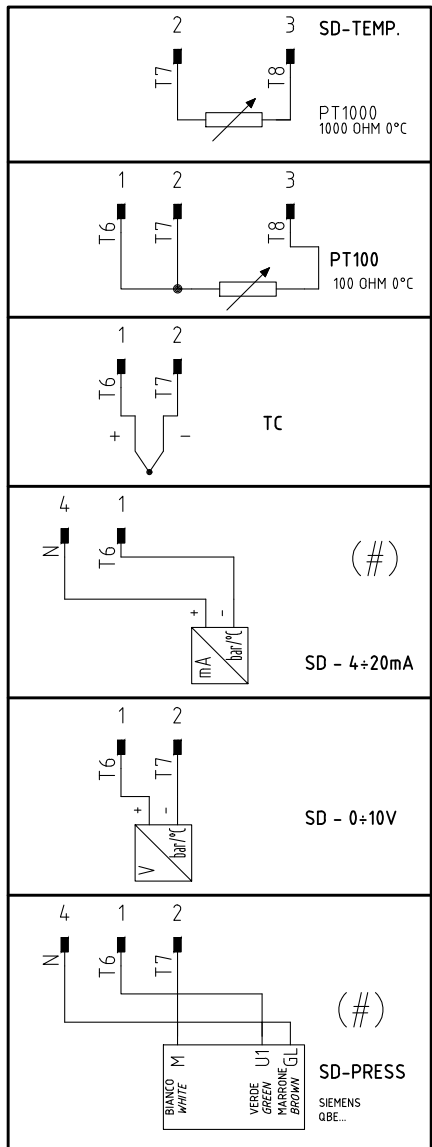 2 3 SD-TEMP.
T7 T8
PT1000
1000 OHM 0°C
1 2 3
T6 T7 T8
PT100
100 OHM 0°C
1 2
T6 T7
+ -
TC
4 1
N T6
(#)
+ -
mA bar/°C
SD - 4÷20mA
1 2
T6 T7
+ -
V bar/°C
SD - 0÷10V
4 1 2
N T6 T7
(#)
M U1 GL
BIANCO VERDE MARRONE
WHITE GREEN BROWN
SD-PRESS
SIEMENS
QBE...